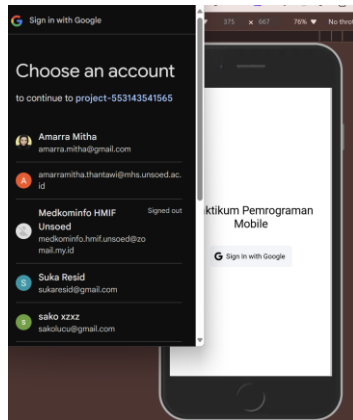 Sign in with Google
375 x 667 76% No thro
Choose an account
to continue to project-553143541565
Amarra Mitha
amarra.mitha@gmail.com
A
amarramitha.thantawi@mhs.unsoed.ac.
id
Medkominfo HMIF
Unsoed
Signed out
medkominfo.hmif.unsoed@zo
mail.my.id
S
Suka Resid
sukaresid@gmail.com
s
sako xzxz
sakolucu@gmail.com
ktikum Pemrograman
Mobile
G Sign In with Google